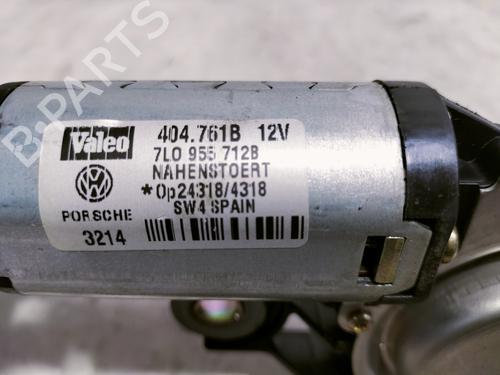 Valeo
404.761B 12V
7L0 955 712B
NAHENSTOERT
*Op24318/4318
SW4 SPAIN
PORSCHE
3214
B-PARTS